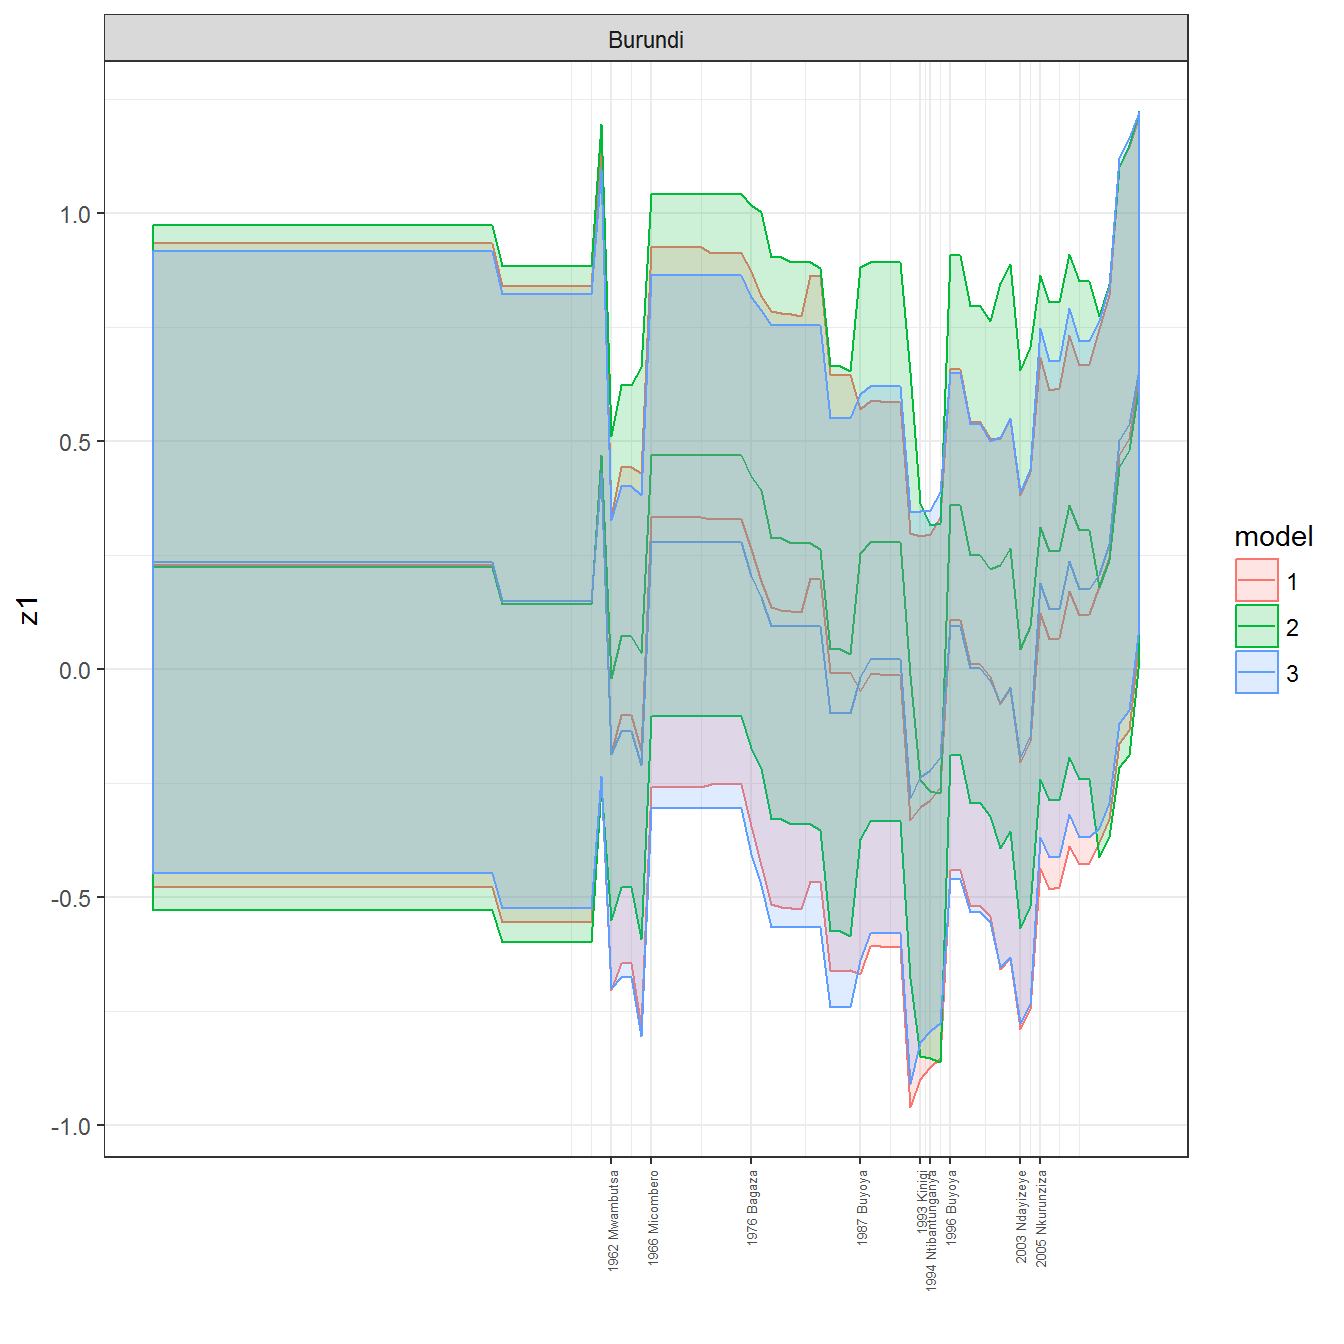 Burundi
z1
1.0
0.5
0.0
-0.5
-1.0
1962 Mwambutsa
1966 Micombero
1976 Bagaza
1987 Buyoya
1993 Kinigi
1994 Ntibantunganya
1996 Buyoya
2003 Ndayizeye
2005 Nkurunziza
model
1
2
3